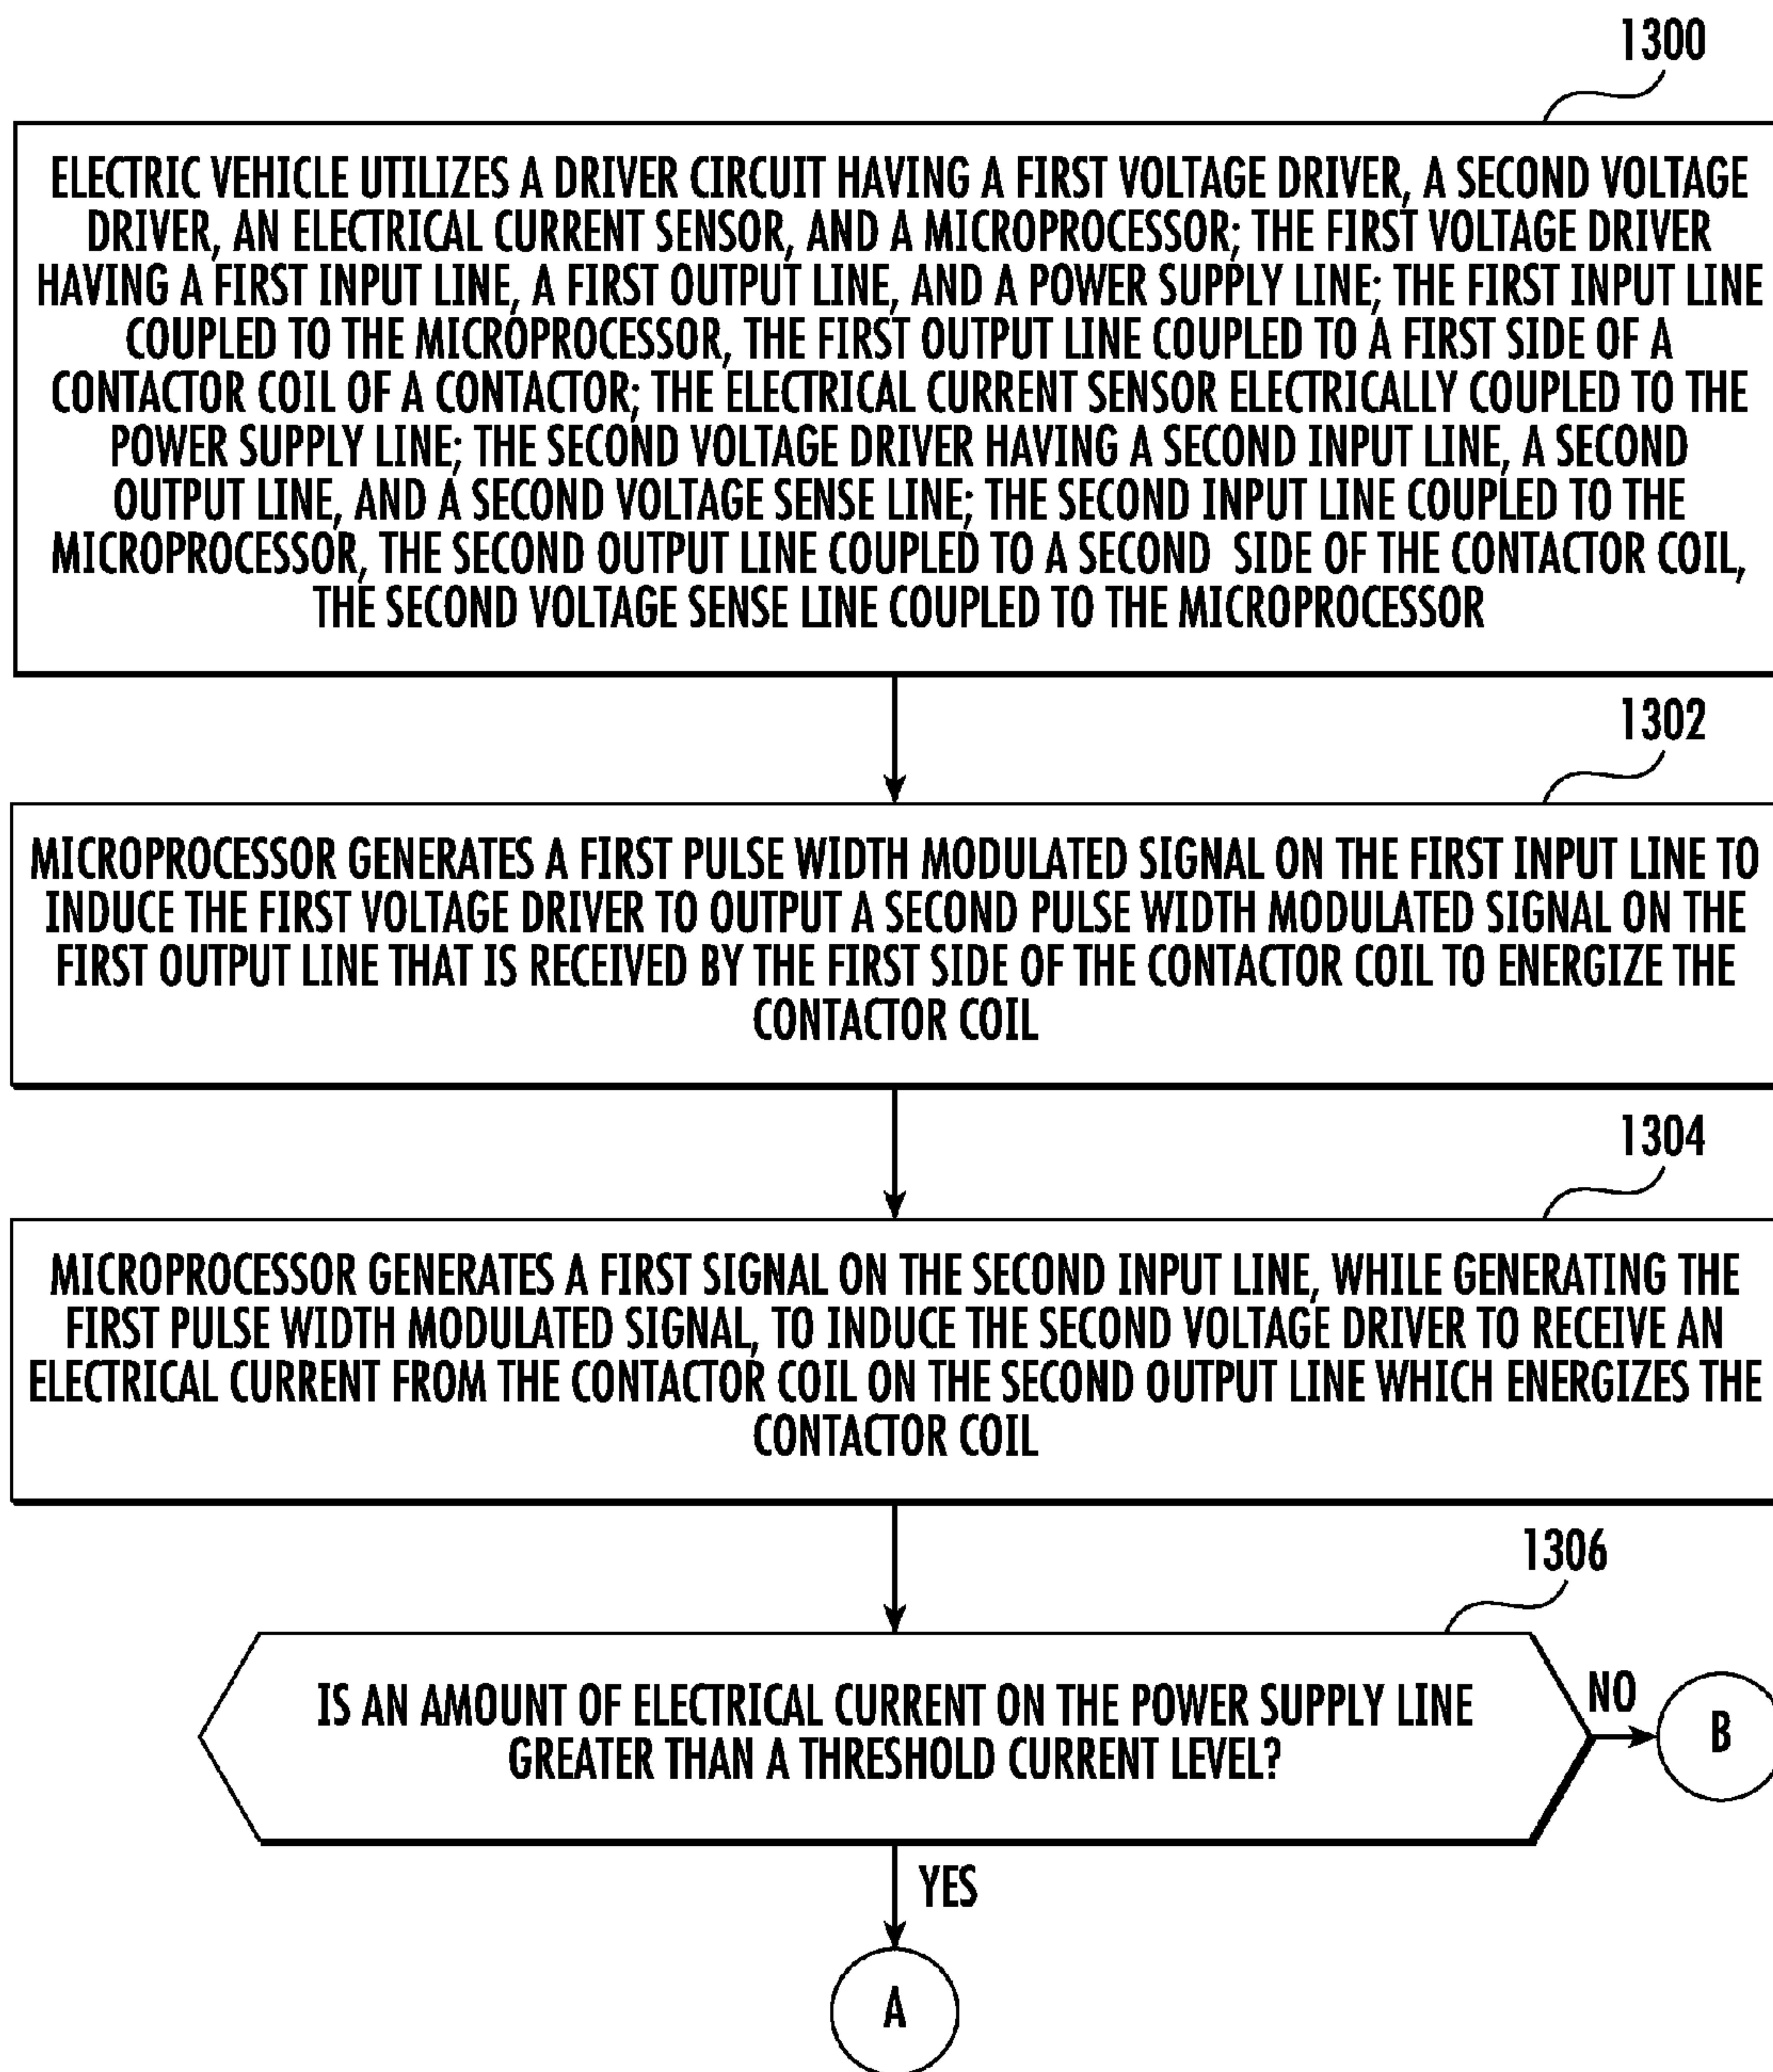 1300
ELECTRIC VEHICLE UTILIZES A DRIVER CIRCUIT HAVING A FIRST VOLTAGE DRIVER, A SECOND VOLTAGE
DRIVER, AN ELECTRICAL CURRENT SENSOR, AND A MICROPROCESSOR; THE FIRST VOLTAGE DRIVER
HAVING A FIRST INPUT LINE, A FIRST OUTPUT LINE, AND A POWER SUPPLY LINE; THE FIRST INPUT LINE
COUPLED TO THE MICROPROCESSOR, THE FIRST OUTPUT LINE COUPLED TO A FIRST SIDE OF A
CONTACTOR COIL OF A CONTACTOR; THE ELECTRICAL CURRENT SENSOR ELECTRICALLY COUPLED TO THE
POWER SUPPLY LINE; THE SECOND VOLTAGE DRIVER HAVING A SECOND INPUT LINE, A SECOND
OUTPUT LINE, AND A SECOND VOLTAGE SENSE LINE; THE SECOND INPUT LINE COUPLED TO THE
MICROPROCESSOR, THE SECOND OUTPUT LINE COUPLED TO A SECOND SIDE OF THE CONTACTOR COIL,
THE SECOND VOLTAGE SENSE LINE COUPLED TO THE MICROPROCESSOR
1302
MICROPROCESSOR GENERATES A FIRST PULSE WIDTH MODULATED SIGNAL ON THE FIRST INPUT LINE TO
INDUCE THE FIRST VOLTAGE DRIVER TO OUTPUT A SECOND PULSE WIDTH MODULATED SIGNAL ON THE
FIRST OUTPUT LINE THAT IS RECEIVED BY THE FIRST SIDE OF THE CONTACTOR COIL TO ENERGIZE THE
CONTACTOR COIL
1304
MICROPROCESSOR GENERATES A FIRST SIGNAL ON THE SECOND INPUT LINE, WHILE GENERATING THE
FIRST PULSE WIDTH MODULATED SIGNAL, TO INDUCE THE SECOND VOLTAGE DRIVER TO RECEIVE AN
ELECTRICAL CURRENT FROM THE CONTACTOR COIL ON THE SECOND OUTPUT LINE WHICH ENERGIZES THE
CONTACTOR COIL
1306
IS AN AMOUNT OF ELECTRICAL CURRENT ON THE POWER SUPPLY LINE
GREATER THAN A THRESHOLD CURRENT LEVEL?
NO
B
YES
A